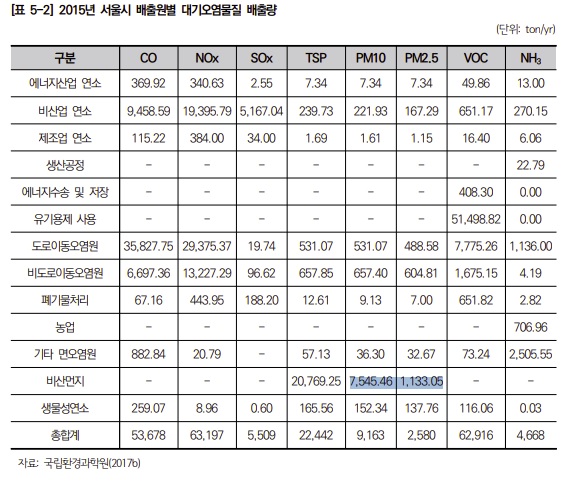 [표 5-2] 2015년 서울시 배출원별 대기오염물질 배출량
(단위: ton/yr)
구분 CO NOx SOx TSP PM10 PM2.5 VOC NH₃
에너지산업 연소 369.92 340.63 2.55 7.34 7.34 7.34 49.86 13.00
비산업 연소 9,458.59 19,395.79 5,167.04 239.73 221.93 167.29 651.17 270.15
제조업 연소 115.22 384.00 34.00 1.69 1.61 1.15 16.40 6.06
생산공정 - - - - - - - 22.79
에너지수송 및 저장 - - - - - - 408.30 0.00
유기용제 사용 - - - - - - 51,498.82 0.00
도로이동오염원 35,827.75 29,375.37 19.74 531.07 531.07 488.58 7,775.26 1,136.00
비도로이동오염원 6,697.36 13,227.29 96.62 657.85 657.40 604.81 1,675.15 4.19
폐기물처리 67.16 443.95 188.20 12.61 9.13 7.00 651.82 2.82
농업 - - - - - - - 706.96
기타 면오염원 882.84 20.79 - 57.13 36.30 32.67 73.24 2,505.55
비산먼지 - - - 20,769.25 7,545.46 1,133.05 - -
생물성연소 259.07 8.96 0.60 165.56 152.34 137.76 116.06 0.03
총합계 53,678 63,197 5,509 22,442 9,163 2,580 62,916 4,668
자료: 국립환경과학원(2017b)